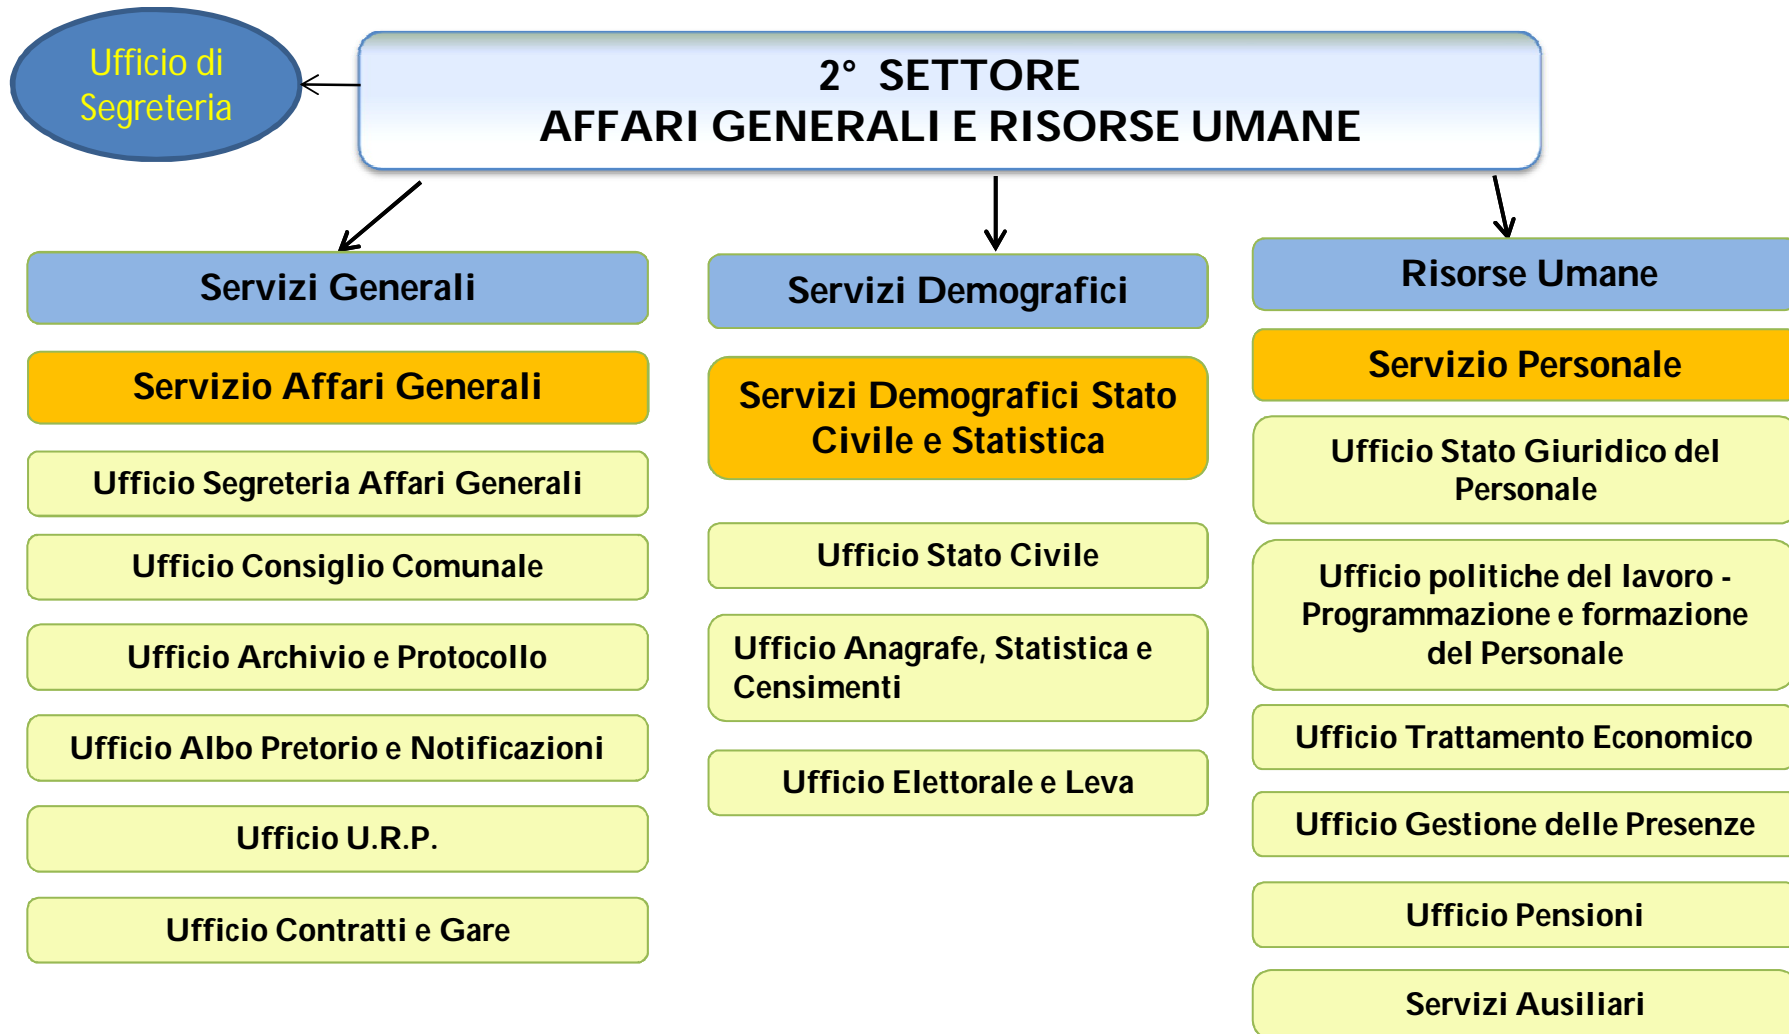 Ufficio di
Segreteria
2° SETTORE
AFFARI GENERALI E RISORSE UMANE
Servizi Generali
Servizio Affari Generali
Ufficio Segreteria Affari Generali
Ufficio Consiglio Comunale
Ufficio Archivio e Protocollo
Ufficio Albo Pretorio e Notificazioni
Ufficio U.R.P.
Ufficio Contratti e Gare
Servizi Demografici
Servizi Demografici Stato
Civile e Statistica
Ufficio Stato Civile
Ufficio Anagrafe, Statistica e
Censimenti
Ufficio Elettorale e Leva
Risorse Umane
Servizio Personale
Ufficio Stato Giuridico del
Personale
Ufficio politiche del lavoro -
Programmazione e formazione
del Personale
Ufficio Trattamento Economico
Ufficio Gestione delle Presenze
Ufficio Pensioni
Servizi Ausiliari